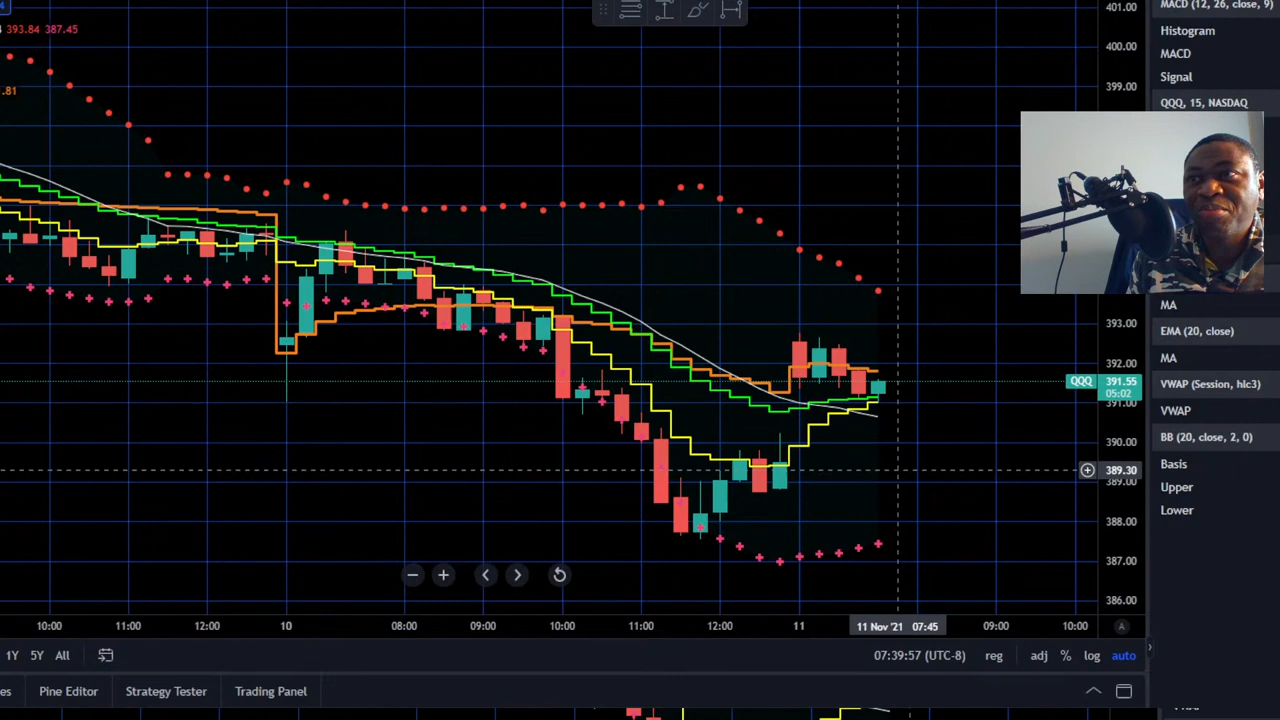 401.00
MACD (12, 26, close, 9)
393.84 387.45
Histogram
400.00
MACD
Signal
399.00
.81
QQQ, 15, NASDAQ
MA
393.00
EMA (20, close)
392.00
MA
QQQ 391.55
05:02
VWAP (Session, hlc3)
391.00
VWAP
390.00
BB (20, close, 2, 0)
Basis
389.30
389.00
Upper
Lower
388.00
387.00
386.00
10:00 11:00 12:00 10 08:00 09:00 10:00 11:00 12:00 11 11 Nov '21 07:45 09:00 10:00 A
1Y 5Y All 07:39:57 (UTC-8) reg adj % log auto
Pine Editor Strategy Tester Trading Panel